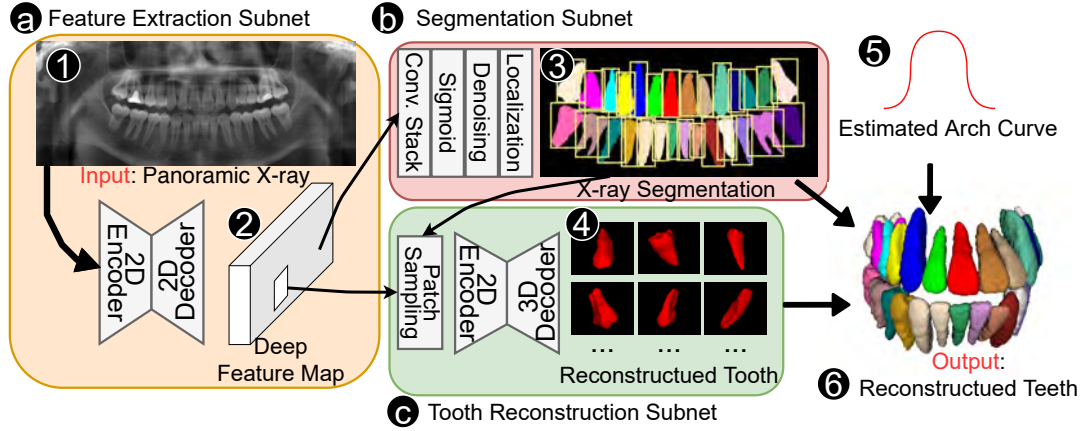 a Feature Extraction Subnet
1
Input: Panoramic X-ray
2D
Encoder
2D
Decoder
2
Deep
Feature Map
b Segmentation Subnet
Conv. Stack
Sigmoid
Denoising
Localization
3
X-ray Segmentation
Patch
Sampling
2D
Encoder
3D
Decoder
4
... ... ...
Reconstructued Tooth
c Tooth Reconstruction Subnet
5
Estimated Arch Curve
Output:
6 Reconstructued Teeth